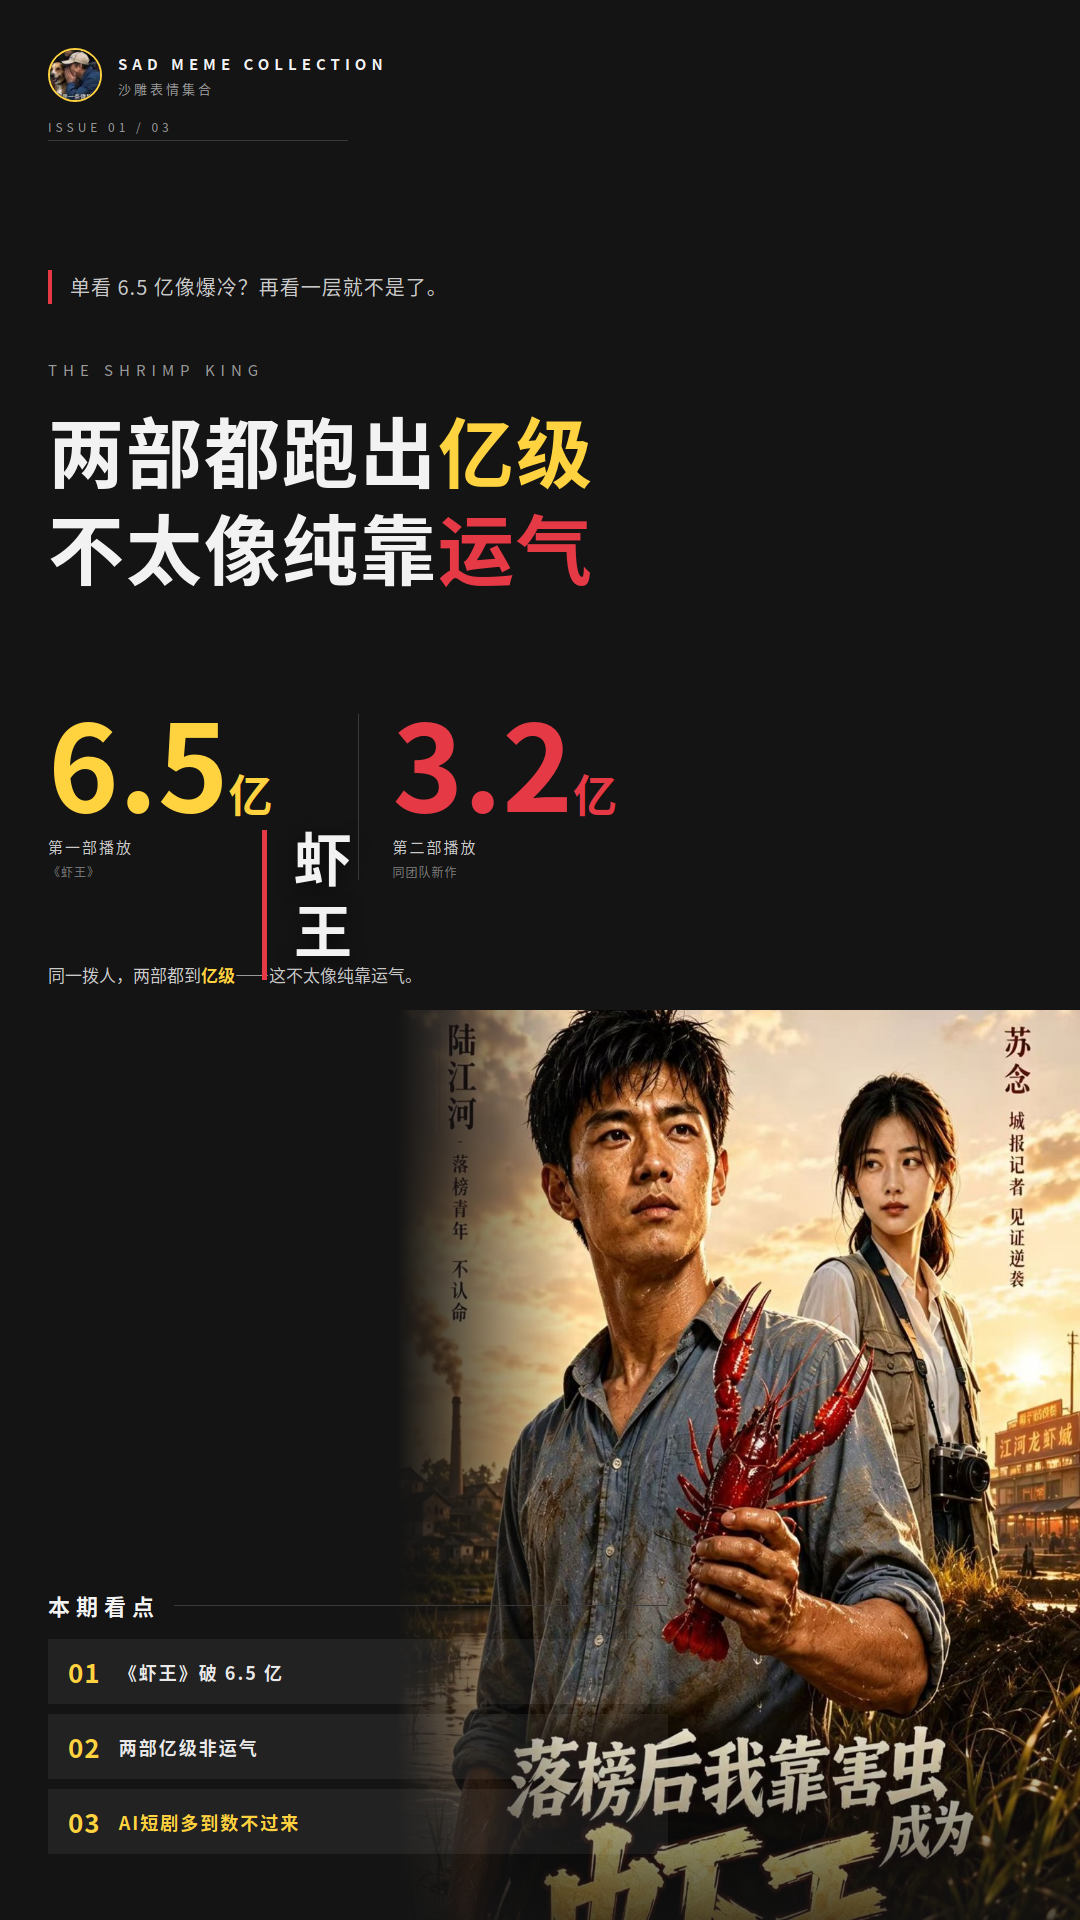 SAD MEME COLLECTION
沙雕表情集合
ISSUE 01 / 03
单看 6.5 亿像爆冷？再看一层就不是了。
THE SHRIMP KING
两部都跑出亿级
不太像纯靠运气
6.5亿
第一部播放
《虾王》
3.2亿
第二部播放
同团队新作
虾
王
同一拨人，两部都到亿级——这不太像纯靠运气。
陆江河
落榜青年 不认命
苏念
城报记者 见证逆袭
江河龙虾城
本期看点
01 《虾王》破 6.5 亿
02 两部亿级非运气
03 AI短剧多到数不过来
落榜后我靠害虫
成为
虾王